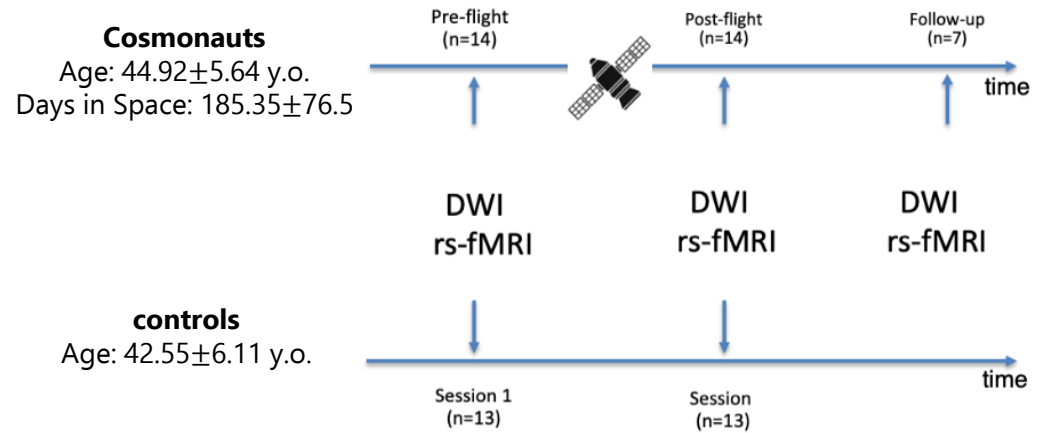 Cosmonauts
Age: 44.92±5.64 y.o.
Days in Space: 185.35±76.5
Pre-flight
(n=14)
Post-flight
(n=14)
Follow-up
(n=7)
time
DWI
rs-fMRI
DWI
rs-fMRI
DWI
rs-fMRI
controls
Age: 42.55±6.11 y.o.
time
Session 1
(n=13)
Session
(n=13)